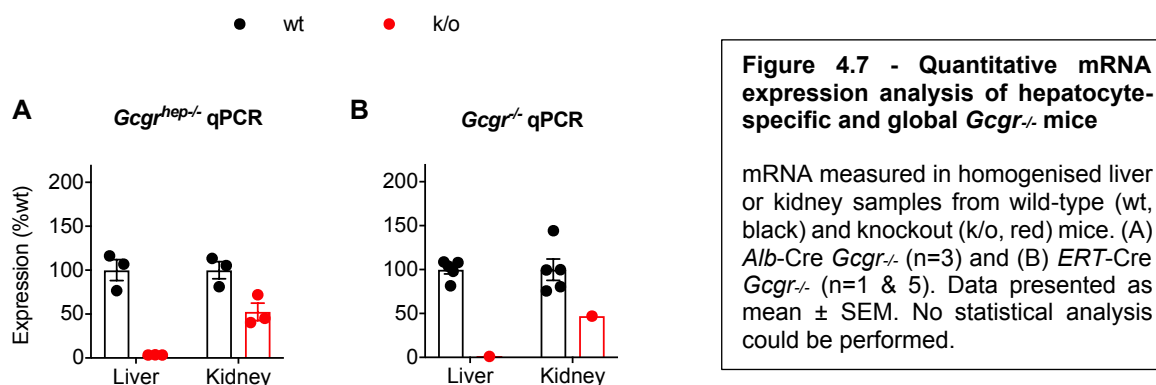 wt k/o
A Gcgr^hep-/- qPCR
Expression (%wt)
200
150
100
50
0
Liver Kidney
B Gcgr^-/- qPCR
200
150
100
50
0
Liver Kidney
Figure 4.7 - Quantitative mRNA
expression analysis of hepatocyte-
specific and global Gcgr-/- mice
mRNA measured in homogenised liver
or kidney samples from wild-type (wt,
black) and knockout (k/o, red) mice. (A)
Alb-Cre Gcgr-/- (n=3) and (B) ERT-Cre
Gcgr-/- (n=1 & 5). Data presented as
mean ± SEM. No statistical analysis
could be performed.